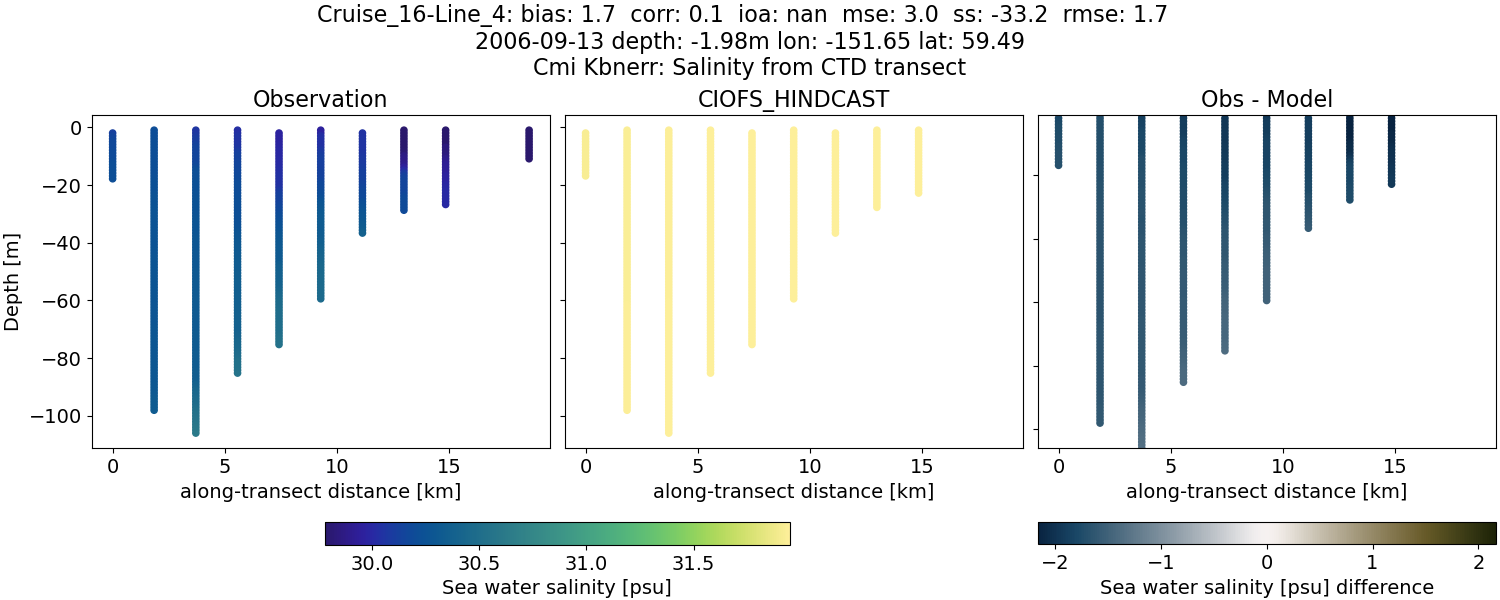 Cruise_16-Line_4: bias: 1.7  corr: 0.1  ioa: nan  mse: 3.0  ss: -33.2  rmse: 1.7
2006-09-13 depth: -1.98m lon: -151.65 lat: 59.49
Cmi Kbnerr: Salinity from CTD transect
Observation
CIOFS_HINDCAST
Obs - Model
Depth [m]
0
−20
−40
−60
−80
−100
0 5 10 15
0 5 10 15
0 5 10 15
along-transect distance [km]
along-transect distance [km]
along-transect distance [km]
30.0 30.5 31.0 31.5
Sea water salinity [psu]
−2 −1 0 1 2
Sea water salinity [psu] difference